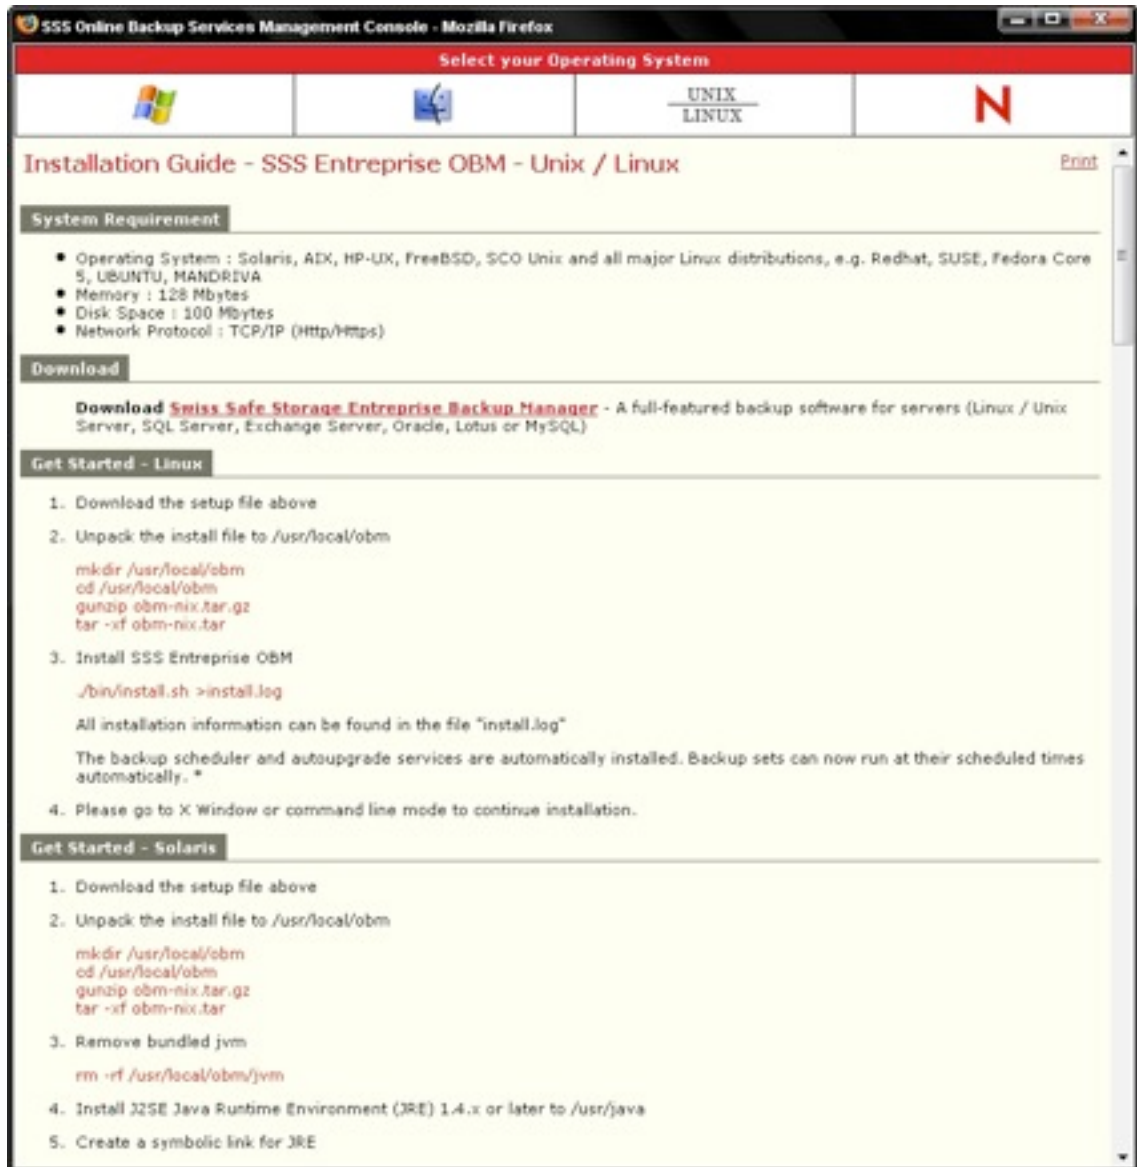 SSS Online Backup Services Management Console - Mozilla Firefox
Select your Operating System
UNIX
LINUX
N
Installation Guide - SSS Entreprise OBM - Unix / Linux
Print
System Requirement
Operating System : Solaris, AIX, HP-UX, FreeBSD, SCO Unix and all major Linux distributions, e.g. Redhat, SUSE, Fedora Core
5, UBUNTU, MANDRIVA
Memory : 128 Mbytes
Disk Space : 100 Mbytes
Network Protocol : TCP/IP (Http/Https)
Download
Download Swiss Safe Storage Entreprise Backup Manager - A full-featured backup software for servers (Linux / Unix
Server, SQL Server, Exchange Server, Oracle, Lotus or MySQL)
Get Started - Linux
1. Download the setup file above
2. Unpack the install file to /usr/local/obm
mkdir /usr/local/obm
cd /usr/local/obm
gunzip obm-nix.tar.gz
tar -xf obm-nix.tar
3. Install SSS Entreprise OBM
./bin/install.sh >install.log
All installation information can be found in the file "install.log"
The backup scheduler and autoupgrade services are automatically installed. Backup sets can now run at their scheduled times
automatically. *
4. Please go to X Window or command line mode to continue installation.
Get Started - Solaris
1. Download the setup file above
2. Unpack the install file to /usr/local/obm
mkdir /usr/local/obm
cd /usr/local/obm
gunzip obm-nix.tar.gz
tar -xf obm-nix.tar
3. Remove bundled jvm
rm -rf /usr/local/obm/jvm
4. Install J2SE Java Runtime Environment (JRE) 1.4.x or later to /usr/java
5. Create a symbolic link for JRE